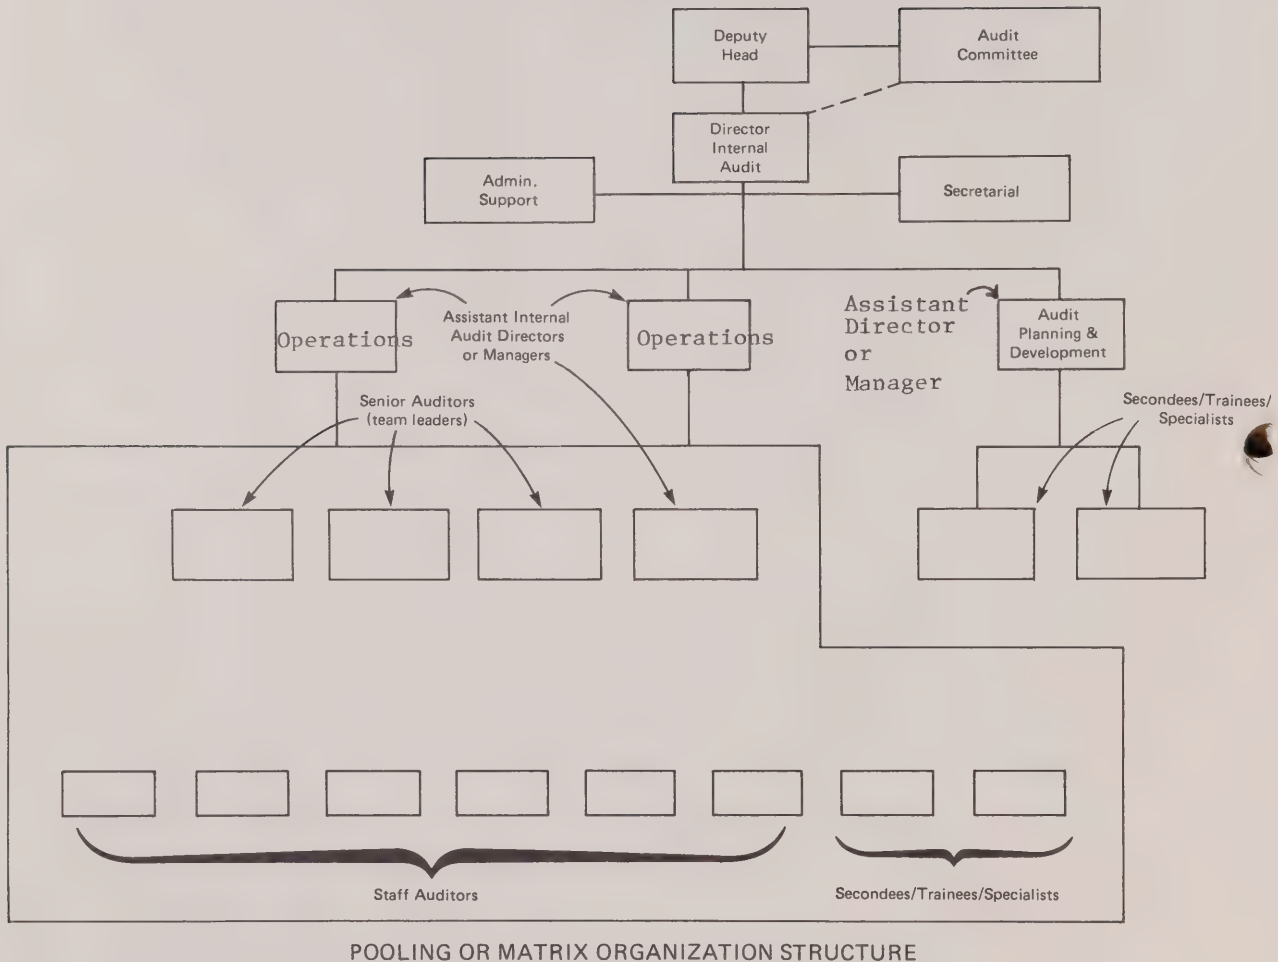 Deputy
Head
Audit
Committee
Director
Internal
Audit
Admin.
Support
Secretarial
Operations
Assistant Internal
Audit Directors
or Managers
Operations
Assistant
Director
or
Manager
Audit
Planning &
Development
Senior Auditors
(team leaders)
Secondees/Trainees/
Specialists
Staff Auditors
Secondees/Trainees/Specialists
POOLING OR MATRIX ORGANIZATION STRUCTURE